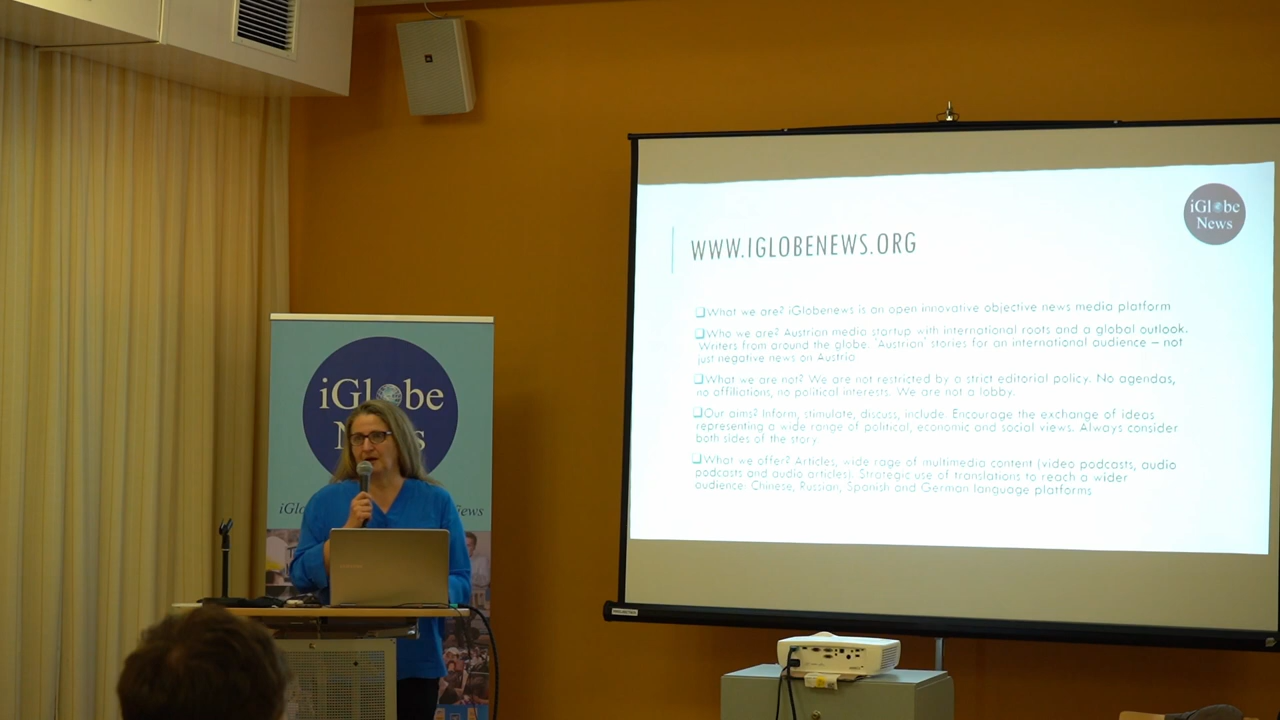 iGlobe
News
WWW.IGLOBENEWS.ORG
❑What we are? iGlobenews is an open innovative objective news media platform
❑Who we are? Austrian media startup with international roots and a global outlook.
Writers from around the globe. 'Austrian' stories for an international audience – not
just negative news on Austria
❑What we are not? We are not restricted by a strict editorial policy. No agendas,
no affiliations, no political interests. We are not a lobby.
❑Our aims? Inform, stimulate, discuss, include. Encourage the exchange of ideas
representing a wide range of political, economic and social views. Always consider
both sides of the story.
❑What we offer? Articles, wide rage of multimedia content (video podcasts, audio
podcasts and audio articles). Strategic use of translations to reach a wider
audience: Chinese, Russian, Spanish and German language platforms
iGlobe